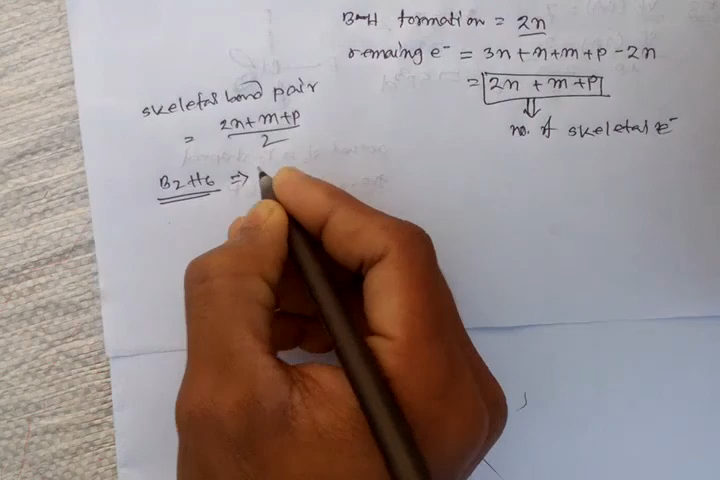 B-H formation = 2n
remaing e⁻ = 3n+n+m+p-2n
= 2n + m+p
no. of skeletal e⁻
skeletal bond pair
= 2n+m+p
2
B2H6 ⇒